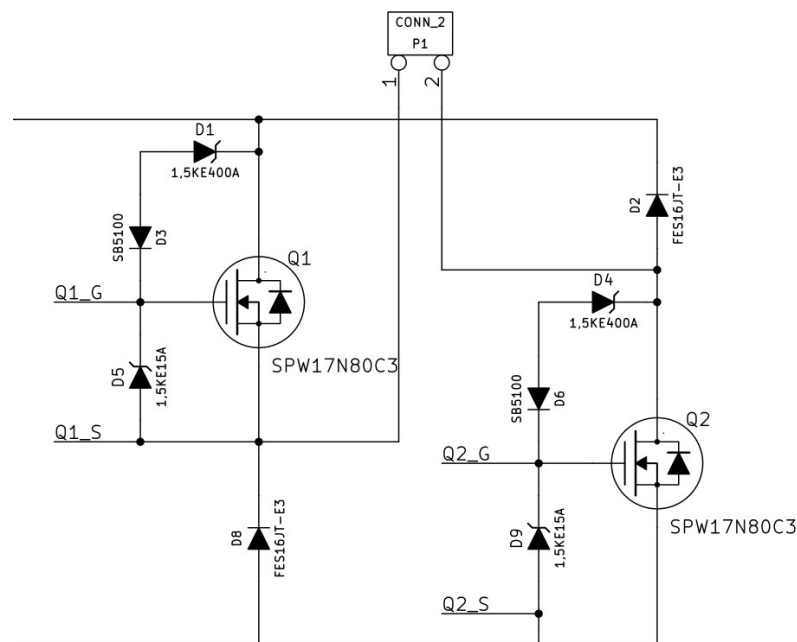 CONN_2
P1
1
2
D1
1,5KE400A
SB5100
D3
Q1
Q1_G
D5
1,5KE15A
SPW17N80C3
Q1_S
D8
FES16JT-E3
D2
FES16JT-E3
D4
1,5KE400A
SB5100
D6
Q2
Q2_G
D9
1,5KE15A
SPW17N80C3
Q2_S